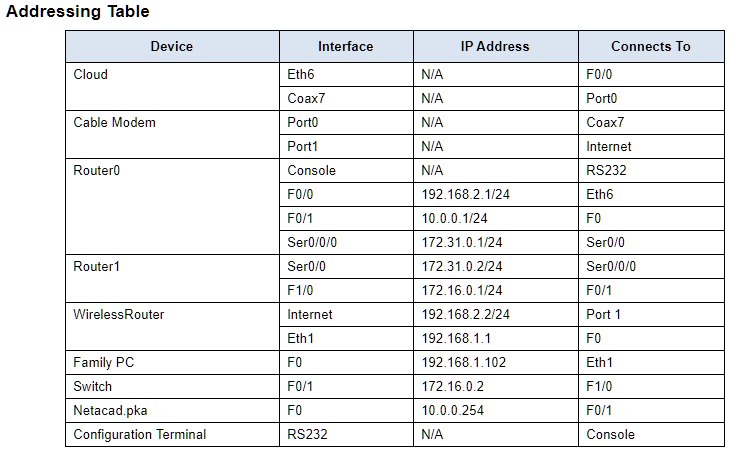 Addressing Table
Device Interface IP Address Connects To
Cloud Eth6 N/A F0/0
Coax7 N/A Port0
Cable Modem Port0 N/A Coax7
Port1 N/A Internet
Router0 Console N/A RS232
F0/0 192.168.2.1/24 Eth6
F0/1 10.0.0.1/24 F0
Ser0/0/0 172.31.0.1/24 Ser0/0
Router1 Ser0/0 172.31.0.2/24 Ser0/0/0
F1/0 172.16.0.1/24 F0/1
WirelessRouter Internet 192.168.2.2/24 Port 1
Eth1 192.168.1.1 F0
Family PC F0 192.168.1.102 Eth1
Switch F0/1 172.16.0.2 F1/0
Netacad.pka F0 10.0.0.254 F0/1
Configuration Terminal RS232 N/A Console